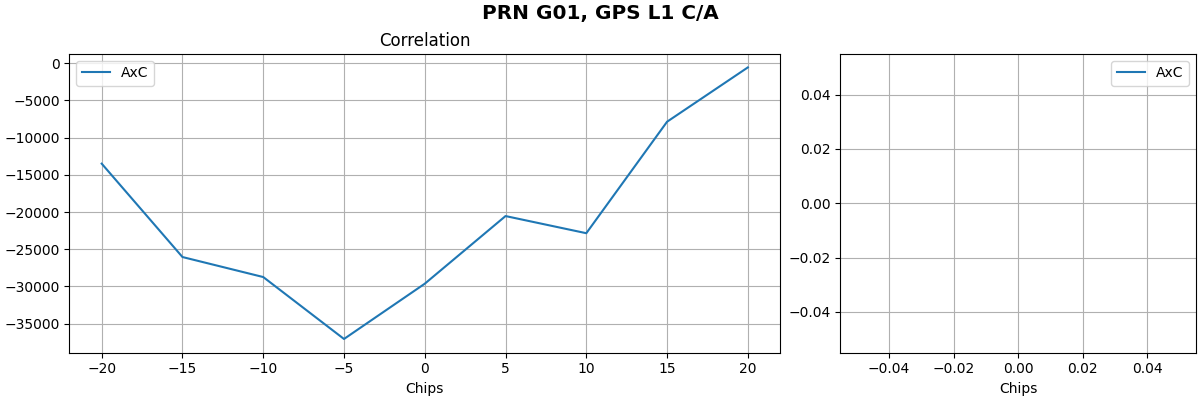 PRN G01, GPS L1 C/A
Correlation
AxC
0
−5000
−10000
−15000
−20000
−25000
−30000
−35000
−20 −15 −10 −5 0 5 10 15 20
Chips
AxC
0.04
0.02
0.00
−0.02
−0.04
−0.04 −0.02 0.00 0.02 0.04
Chips